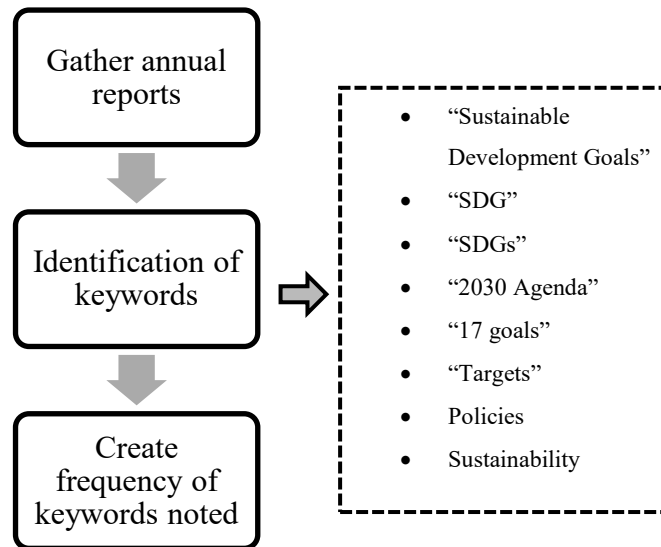 Gather annual
reports
Identification of
keywords
Create
frequency of
keywords noted
• “Sustainable
Development Goals”
• “SDG”
• “SDGs”
• “2030 Agenda”
• “17 goals”
• “Targets”
• Policies
• Sustainability